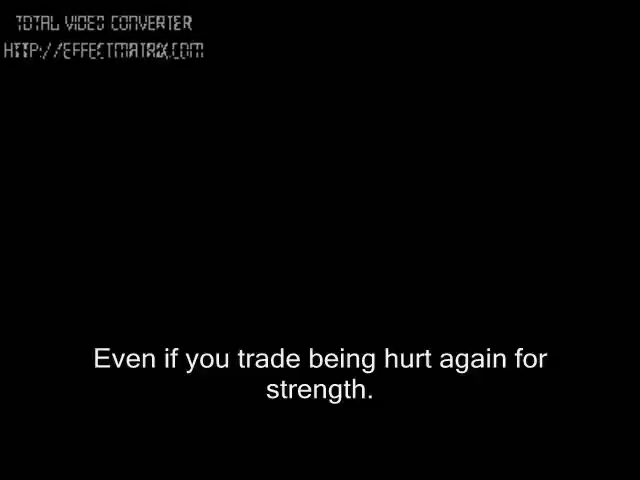 TOTAL VIDEO CONVERTER
HTTP://EFFECTMATRIX.COM
Even if you trade being hurt again for
strength.